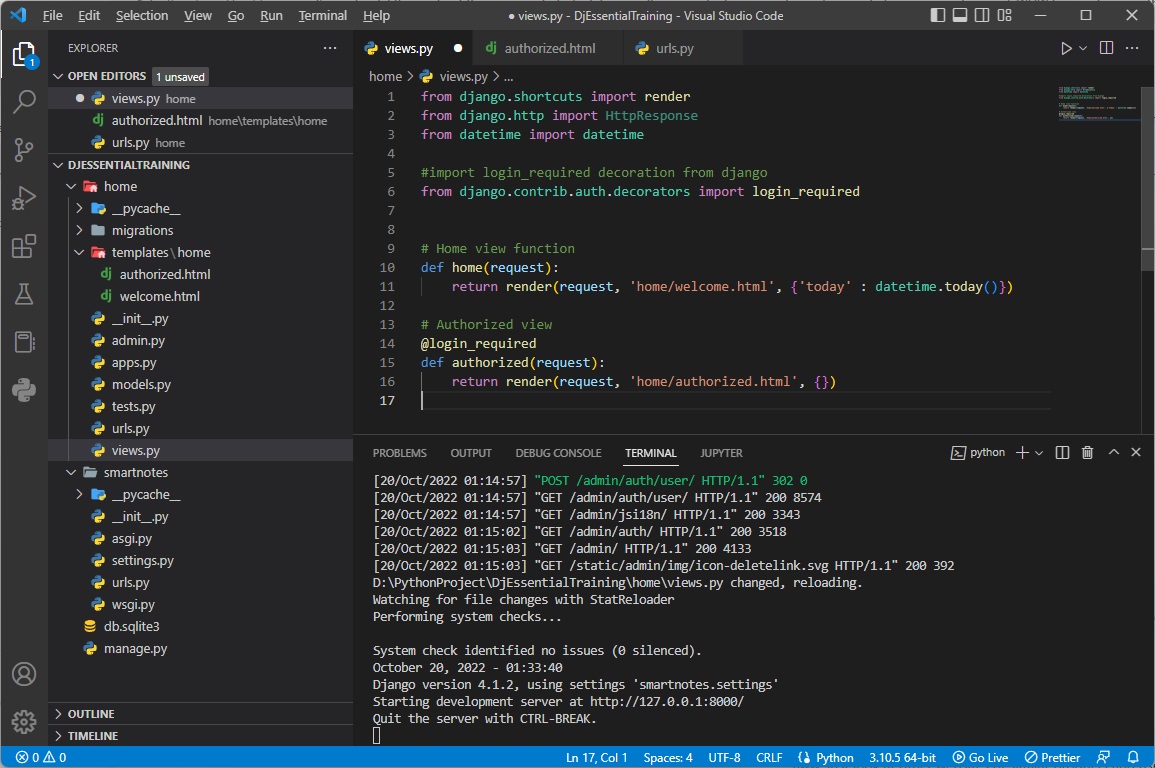 File Edit Selection View Go Run Terminal Help ● views.py - DjEssentialTraining - Visual Studio Code
EXPLORER
1
OPEN EDITORS 1 unsaved
views.py home
authorized.html home\templates\home
urls.py home
DJESSENTIALTRAINING
home
__pycache__
migrations
templates\home
authorized.html
welcome.html
__init__.py
admin.py
apps.py
models.py
tests.py
urls.py
views.py
smartnotes
__pycache__
__init__.py
asgi.py
settings.py
urls.py
wsgi.py
db.sqlite3
manage.py
OUTLINE
TIMELINE
views.py authorized.html urls.py
home > views.py > ...
1 from django.shortcuts import render
2 from django.http import HttpResponse
3 from datetime import datetime
4
5 #import login_required decoration from django
6 from django.contrib.auth.decorators import login_required
7
8
9 # Home view function
10 def home(request):
11 return render(request, 'home/welcome.html', {'today' : datetime.today()})
12
13 # Authorized view
14 @login_required
15 def authorized(request):
16 return render(request, 'home/authorized.html', {})
17
PROBLEMS OUTPUT DEBUG CONSOLE TERMINAL JUPYTER python
[20/Oct/2022 01:14:57] "POST /admin/auth/user/ HTTP/1.1" 302 0
[20/Oct/2022 01:14:57] "GET /admin/auth/user/ HTTP/1.1" 200 8574
[20/Oct/2022 01:14:57] "GET /admin/jsi18n/ HTTP/1.1" 200 3343
[20/Oct/2022 01:15:02] "GET /admin/auth/ HTTP/1.1" 200 3518
[20/Oct/2022 01:15:03] "GET /admin/ HTTP/1.1" 200 4133
[20/Oct/2022 01:15:03] "GET /static/admin/img/icon-deletelink.svg HTTP/1.1" 200 392
D:\PythonProject\DjEssentialTraining\home\views.py changed, reloading.
Watching for file changes with StatReloader
Performing system checks...
System check identified no issues (0 silenced).
October 20, 2022 - 01:33:40
Django version 4.1.2, using settings 'smartnotes.settings'
Starting development server at http://127.0.0.1:8000/
Quit the server with CTRL-BREAK.
0 0 Ln 17, Col 1 Spaces: 4 UTF-8 CRLF Python 3.10.5 64-bit Go Live Prettier